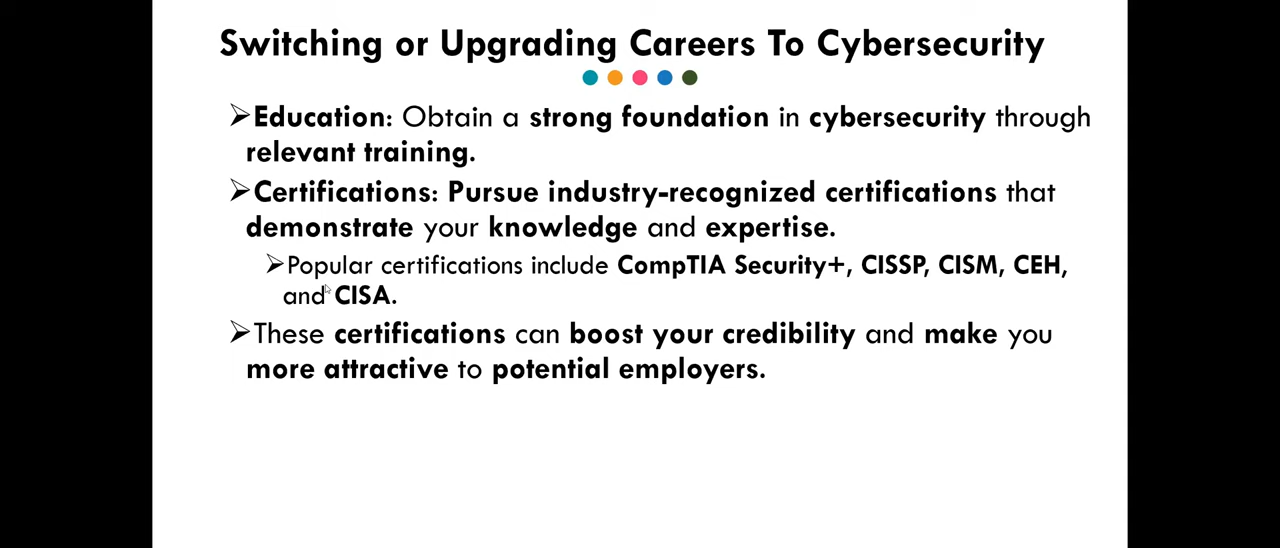 Switching or Upgrading Careers To Cybersecurity
➢Education: Obtain a strong foundation in cybersecurity through
relevant training.
➢Certifications: Pursue industry-recognized certifications that
demonstrate your knowledge and expertise.
➢Popular certifications include CompTIA Security+, CISSP, CISM, CEH,
and CISA.
➢These certifications can boost your credibility and make you
more attractive to potential employers.